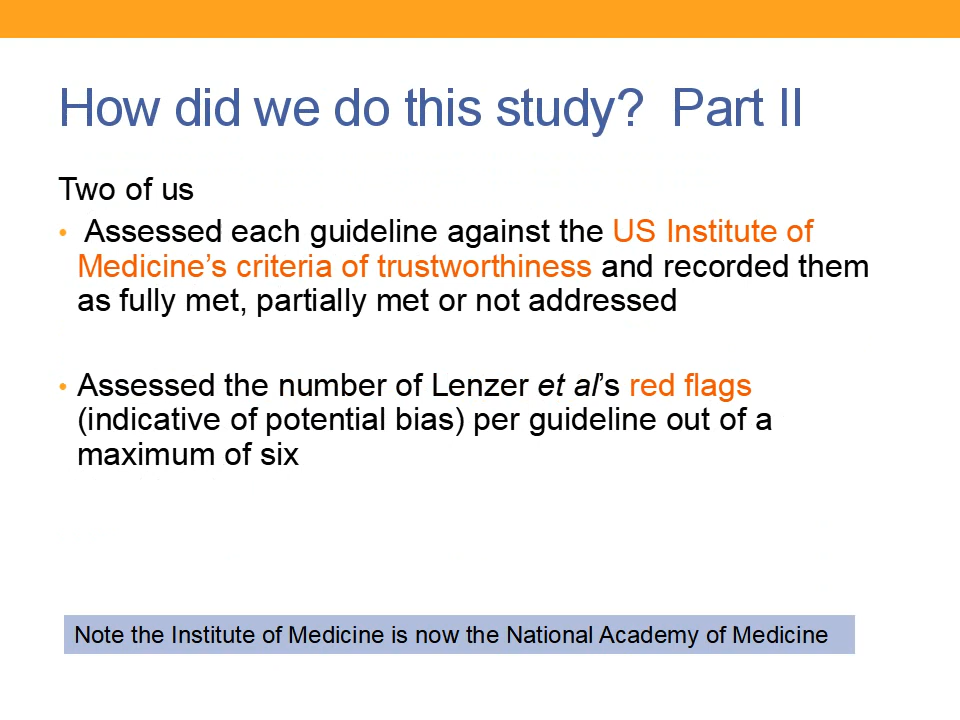 How did we do this study?  Part II
Two of us
• Assessed each guideline against the US Institute of
Medicine’s criteria of trustworthiness and recorded them
as fully met, partially met or not addressed
• Assessed the number of Lenzer et al’s red flags
(indicative of potential bias) per guideline out of a
maximum of six
Note the Institute of Medicine is now the National Academy of Medicine